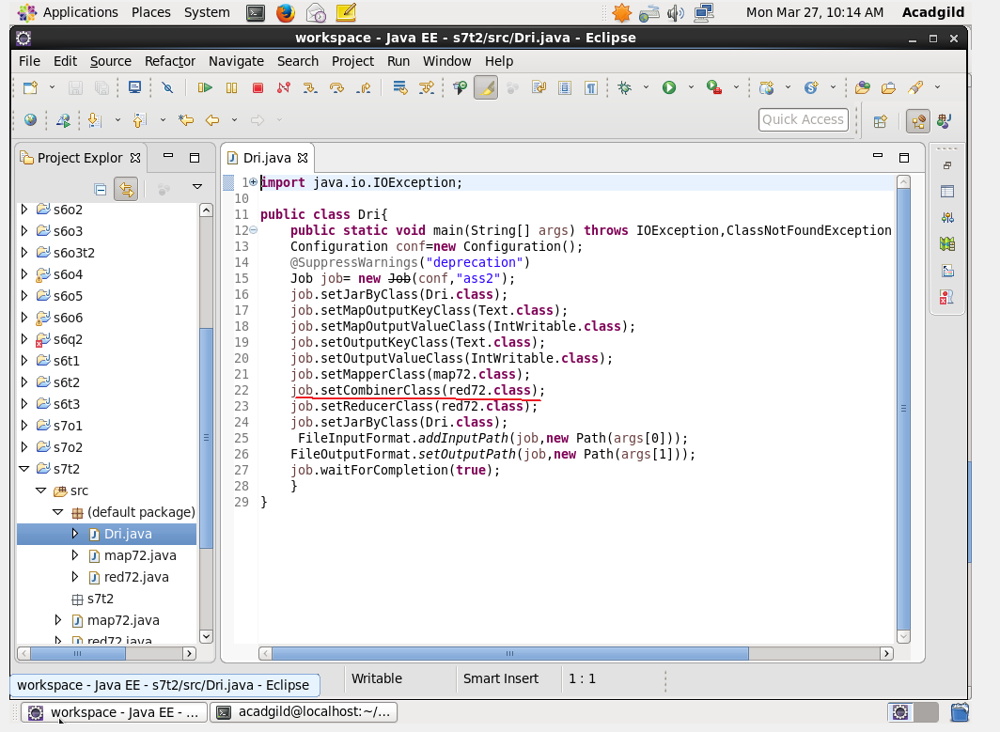 Applications Places System Mon Mar 27, 10:14 AM Acadgild
workspace - Java EE - s7t2/src/Dri.java - Eclipse
File Edit Source Refactor Navigate Search Project Run Window Help
Quick Access
Project Explor
Dri.java
s6o2
s6o3
s6o3t2
s6o4
s6o5
s6o6
s6q2
s6t1
s6t2
s6t3
s7o1
s7o2
s7t2
src
(default package)
Dri.java
map72.java
red72.java
s7t2
map72.java
red72.java
1 import java.io.IOException;
10
11 public class Dri{
12 public static void main(String[] args) throws IOException,ClassNotFoundException
13 Configuration conf=new Configuration();
14 @SuppressWarnings("deprecation")
15 Job job= new Job(conf,"ass2");
16 job.setJarByClass(Dri.class);
17 job.setMapOutputKeyClass(Text.class);
18 job.setMapOutputValueClass(IntWritable.class);
19 job.setOutputKeyClass(Text.class);
20 job.setOutputValueClass(IntWritable.class);
21 job.setMapperClass(map72.class);
22 job.setCombinerClass(red72.class);
23 job.setReducerClass(red72.class);
24 job.setJarByClass(Dri.class);
25 FileInputFormat.addInputPath(job,new Path(args[0]));
26 FileOutputFormat.setOutputPath(job,new Path(args[1]));
27 job.waitForCompletion(true);
28 }
29 }
workspace - Java EE - s7t2/src/Dri.java - Eclipse
Writable Smart Insert 1 : 1
workspace - Java EE - ...
acadgild@localhost:~/...